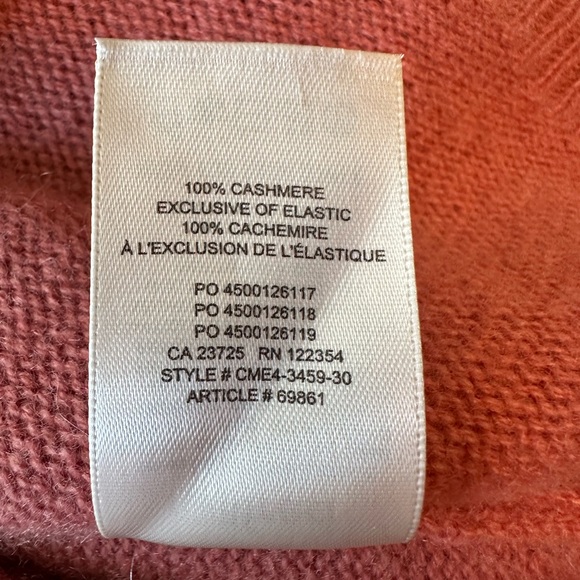 100% CASHMERE
EXCLUSIVE OF ELASTIC
100% CACHEMIRE
À L'EXCLUSION DE L'ÉLASTIQUE
PO 4500126117
PO 4500126118
PO 4500126119
CA 23725 RN 122354
STYLE # CME4-3459-30
ARTICLE # 69861